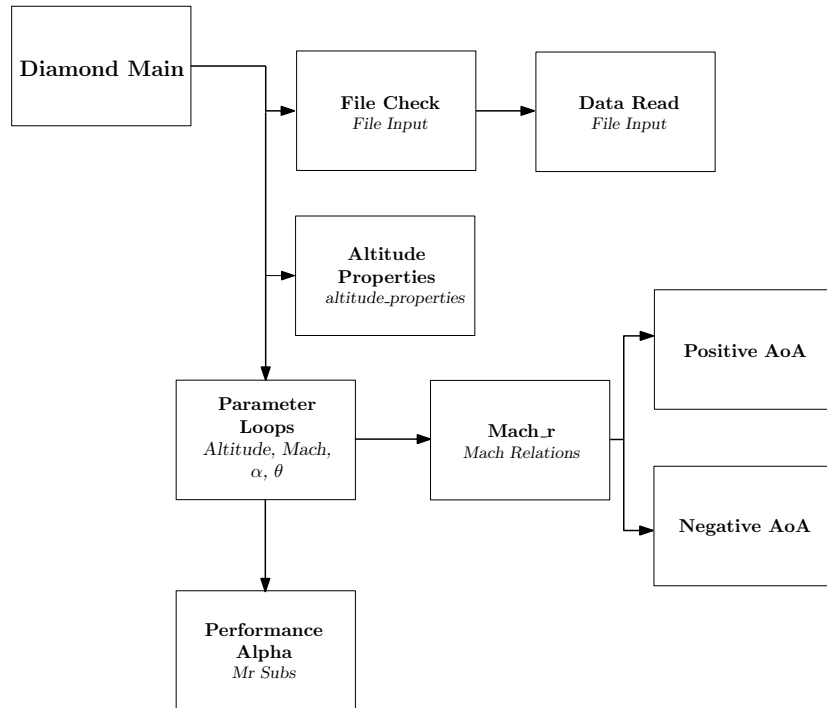 Diamond Main
File Check
File Input
Data Read
File Input
Altitude
Properties
altitude_properties
Parameter
Loops
Altitude, Mach,
α, θ
Mach_r
Mach Relations
Positive AoA
Negative AoA
Performance
Alpha
Mr Subs